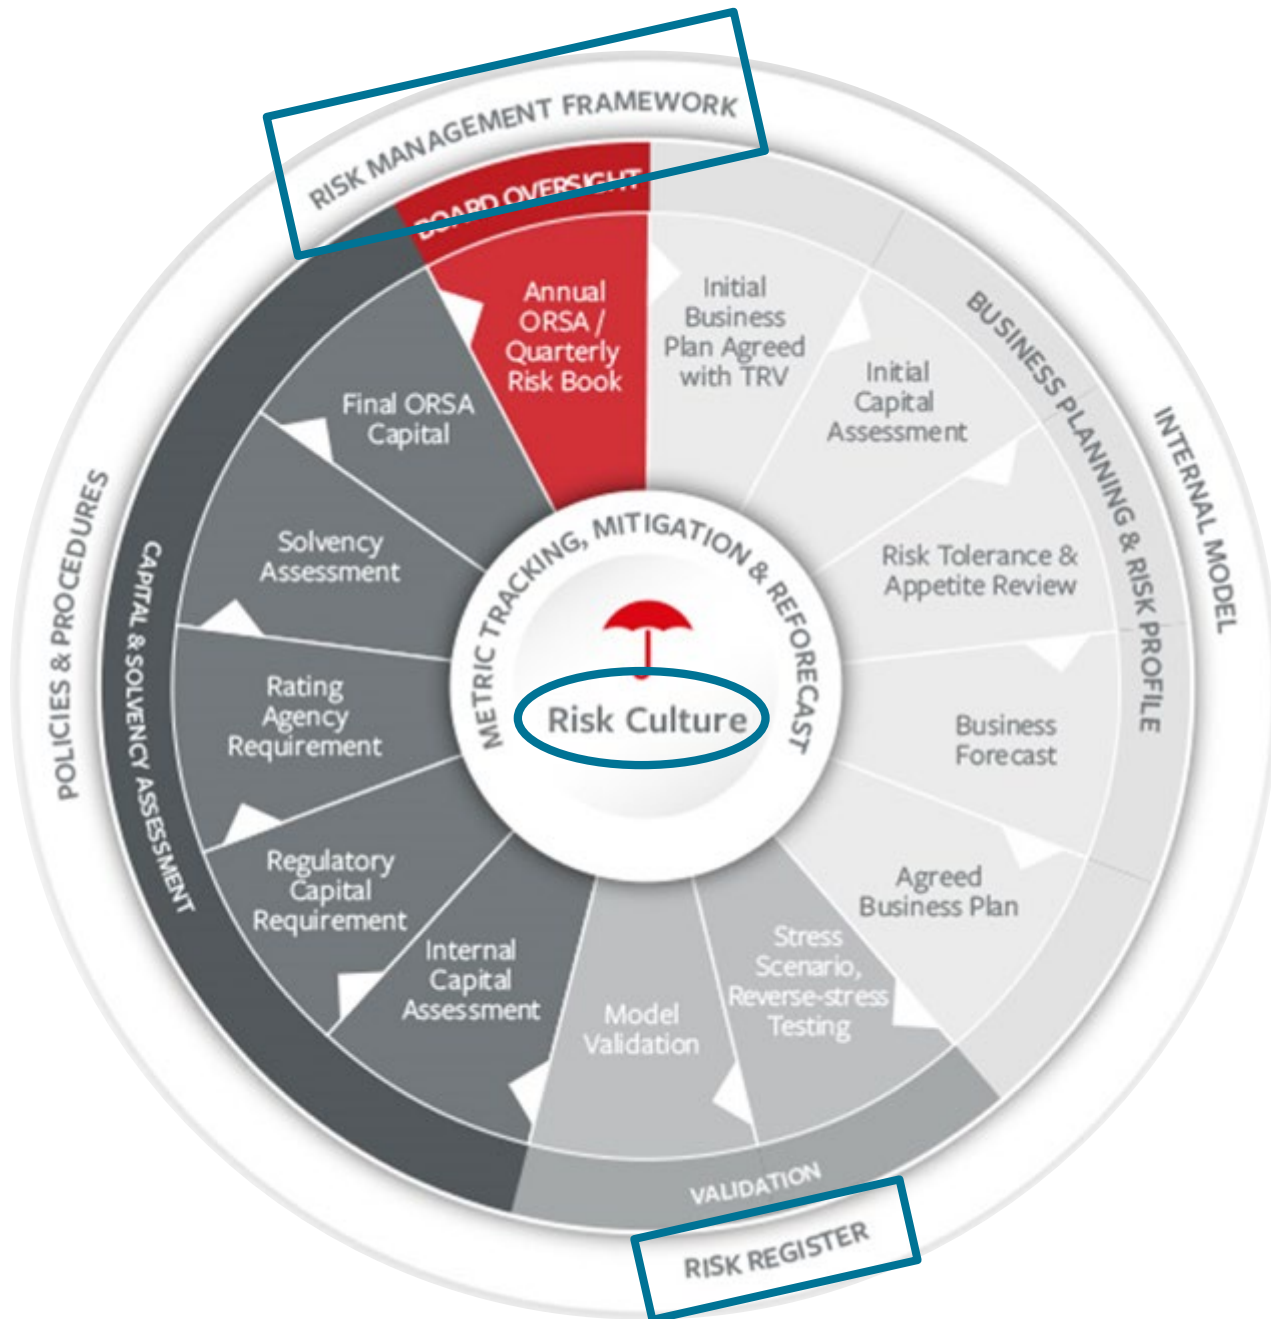 RISK MANAGEMENT FRAMEWORK
BOARD OVERSIGHT
Annual
ORSA /
Quarterly
Risk Book
Initial
Business
Plan Agreed
with TRV
Initial
Capital
Assessment
Risk Tolerance &
Appetite Review
Business
Forecast
Agreed
Business Plan
BUSINESS PLANNING & RISK PROFILE
INTERNAL MODEL
Stress
Scenario,
Reverse-stress
Testing
Model
Validation
VALIDATION
RISK REGISTER
Internal
Capital
Assessment
Regulatory
Capital
Requirement
Rating
Agency
Requirement
Solvency
Assessment
Final ORSA
Capital
CAPITAL & SOLVENCY ASSESSMENT
POLICIES & PROCEDURES
METRIC TRACKING, MITIGATION & REFORECAST
Risk Culture